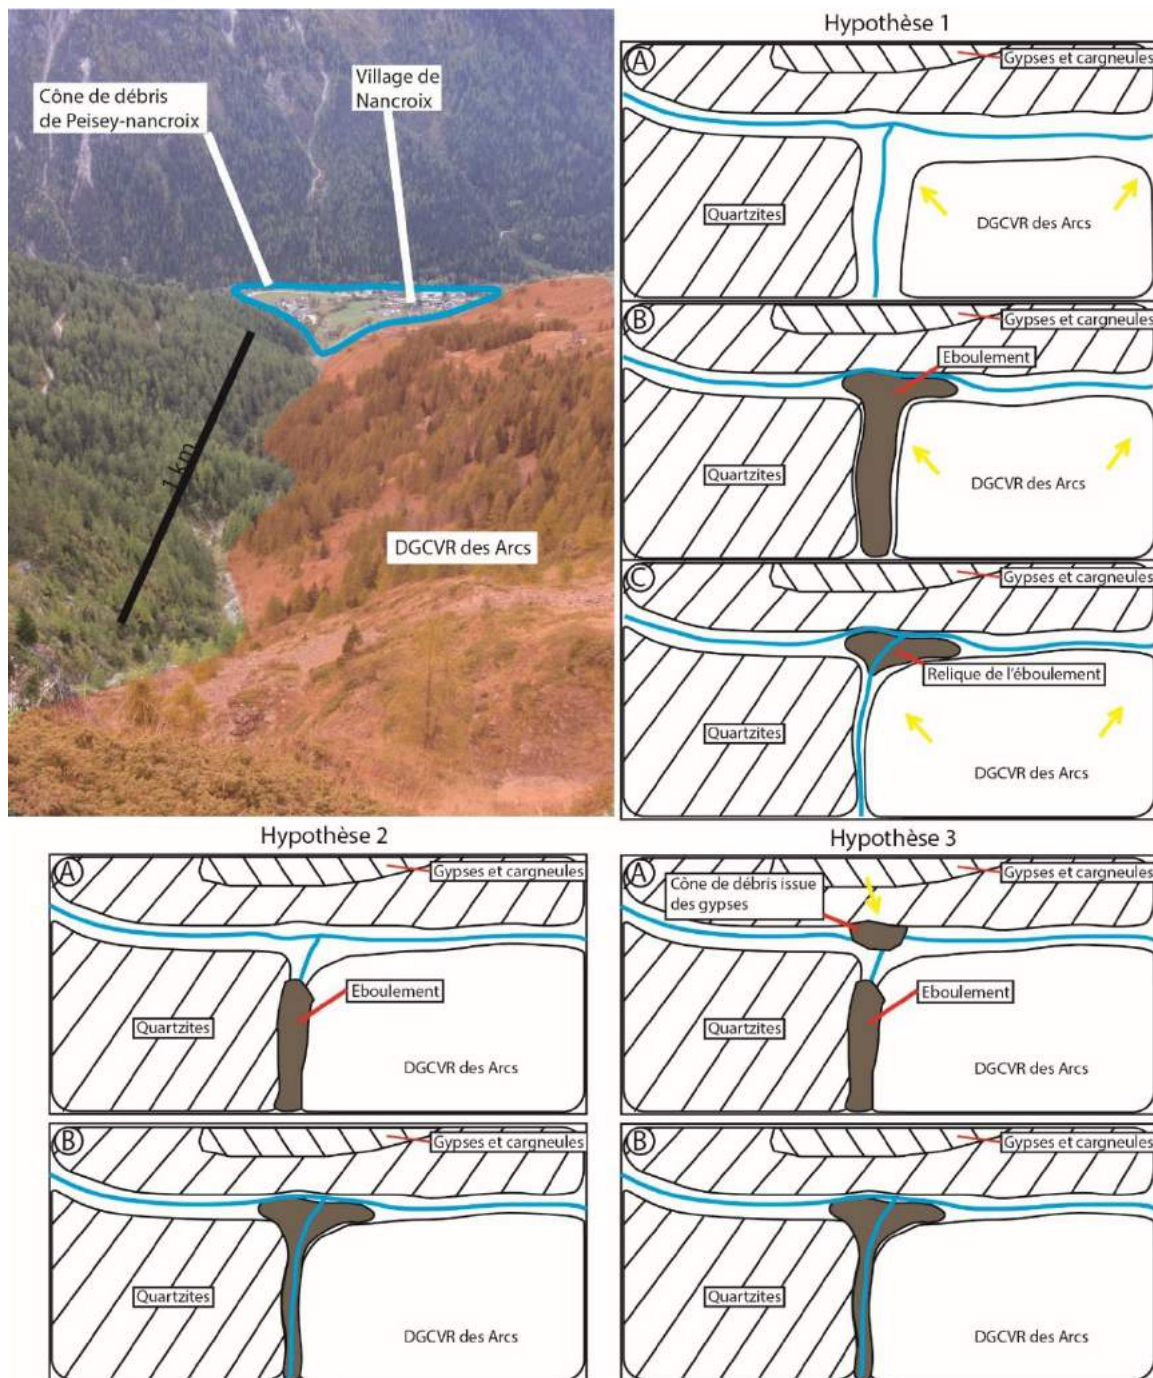 Cône de débris
de Peisey-nancroix
Village de
Nancroix
1 km
DGCVR des Arcs
Hypothèse 1
A
Gypses et cargneules
Quartzites
DGCVR des Arcs
B
Gypses et cargneules
Eboulement
Quartzites
DGCVR des Arcs
C
Gypses et cargneules
Relique de l'éboulement
Quartzites
DGCVR des Arcs
Hypothèse 2
A
Gypses et cargneules
Eboulement
Quartzites
DGCVR des Arcs
B
Gypses et cargneules
Quartzites
DGCVR des Arcs
Hypothèse 3
A
Gypses et cargneules
Cône de débris issue
des gypses
Eboulement
Quartzites
DGCVR des Arcs
B
Gypses et cargneules
Quartzites
DGCVR des Arcs